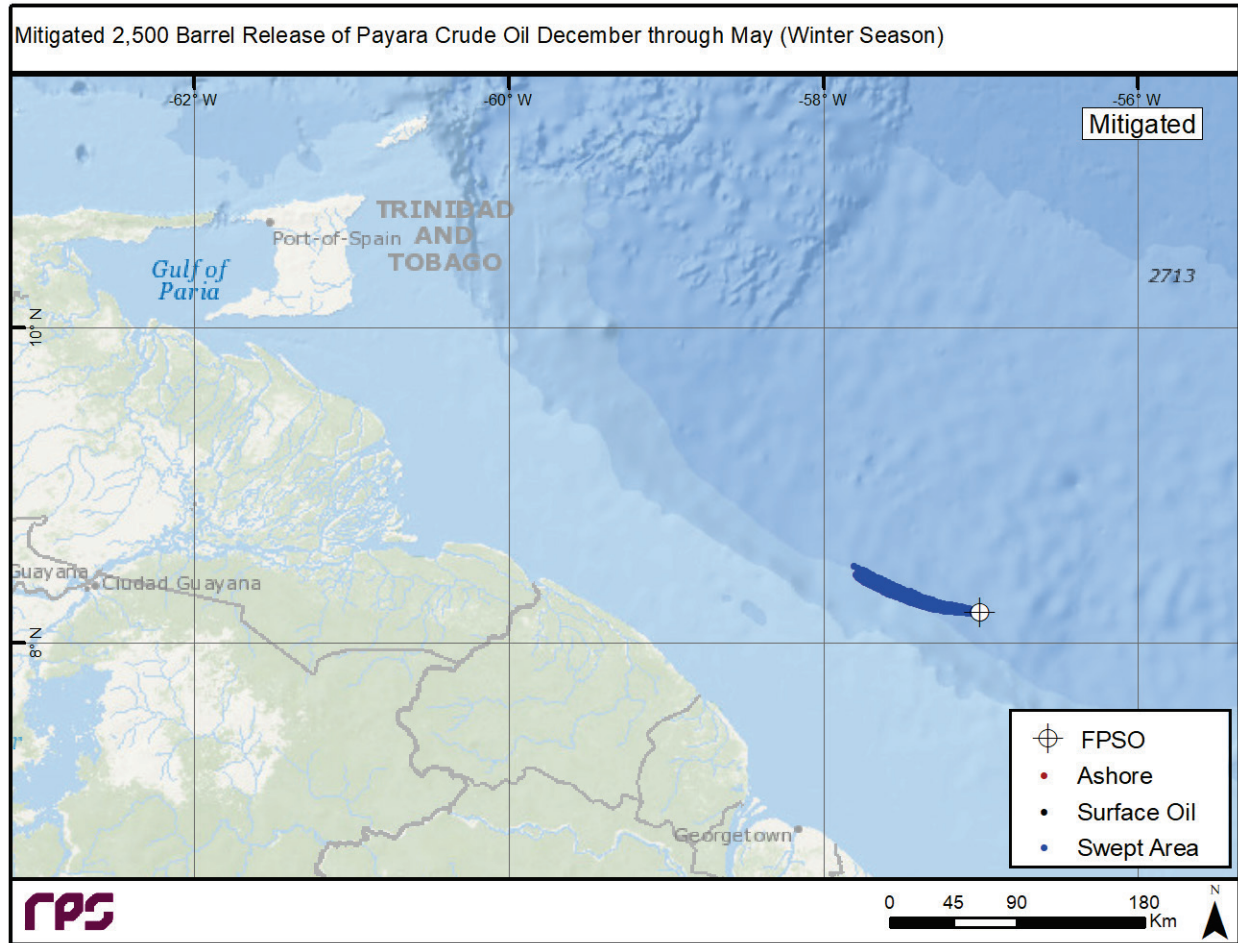 Mitigated 2,500 Barrel Release of Payara Crude Oil December through May (Winter Season)
-62° W
-60° W
-58° W
-56° W
Mitigated
TRINIDAD
AND
TOBAGO
Port-of-Spain
Gulf of
Paria
2713
10° N
Guayana
Ciudad Guayana
8° N
r
FPSO
Ashore
Surface Oil
Swept Area
Georgetown
rps
0 45 90 180
Km
N